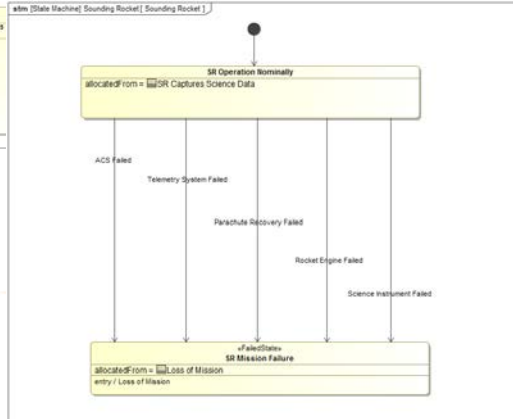 stm [State Machine] Sounding Rocket [ Sounding Rocket ]
SR Operation Nominally
allocatedFrom = SR Captures Science Data
ACS Failed
Telemetry System Failed
Parachute Recovery Failed
Rocket Engine Failed
Science Instrument Failed
«FailedState»
SR Mission Failure
allocatedFrom = Loss of Mission
entry / Loss of Mission